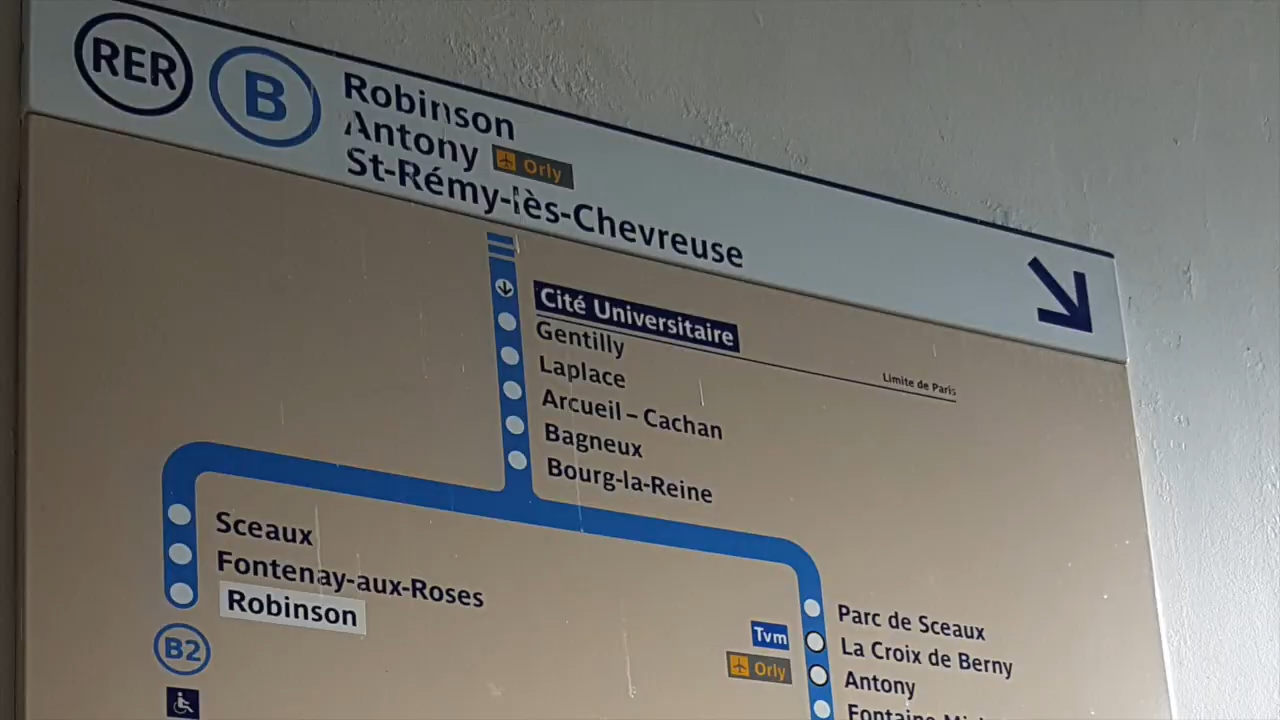 RER B Robinson
Antony Orly
St-Rémy-lès-Chevreuse
Cité Universitaire
Gentilly
Limite de Paris
Laplace
Arcueil – Cachan
Bagneux
Bourg-la-Reine
Sceaux
Fontenay-aux-Roses
Robinson
B2
Parc de Sceaux
Tvm La Croix de Berny
Orly Antony
Fontaine